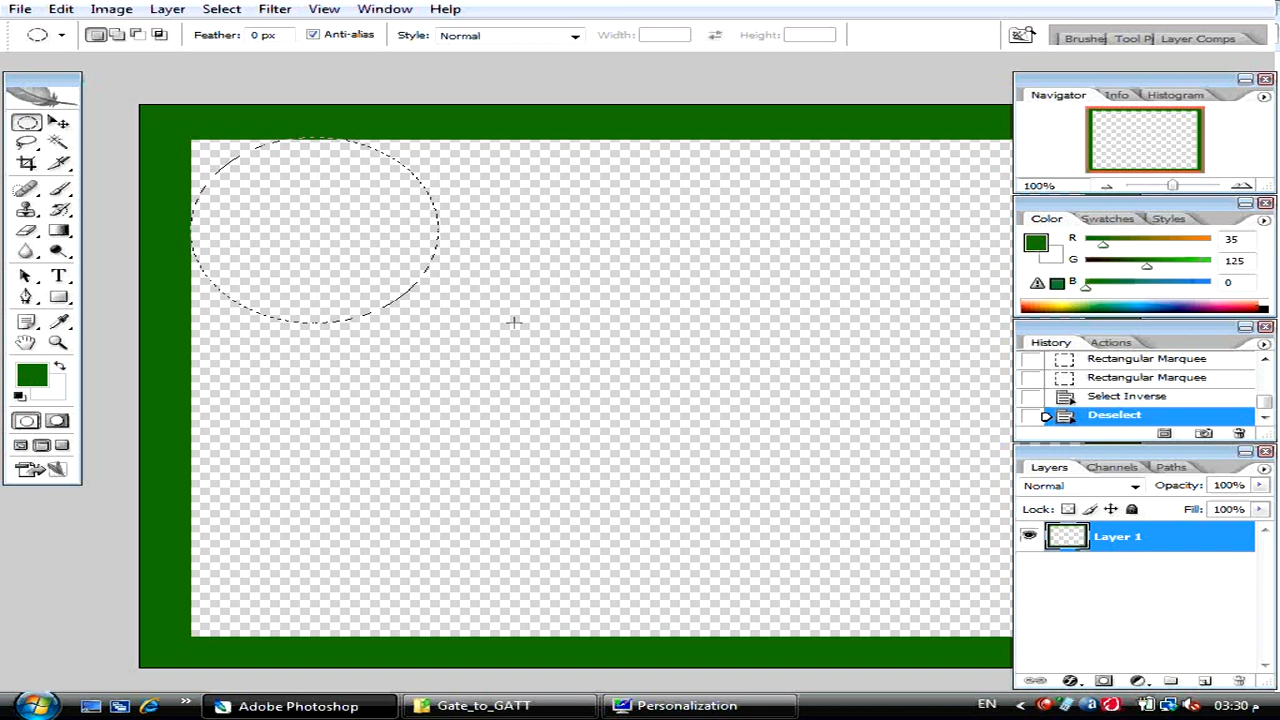 File Edit Image Layer Select Filter View Window Help
Feather: 0 px Anti-alias Style: Normal Width: Height: Brushe Tool P Layer Comps
Navigator Info Histogram
100%
Color Swatches Styles
R 35
G 125
B 0
History Actions
Rectangular Marquee
Rectangular Marquee
Select Inverse
Deselect
Layers Channels Paths
Normal Opacity: 100%
Lock: Fill: 100%
Layer 1
T
Adobe Photoshop Gate_to_GATT Personalization EN 03:30 م